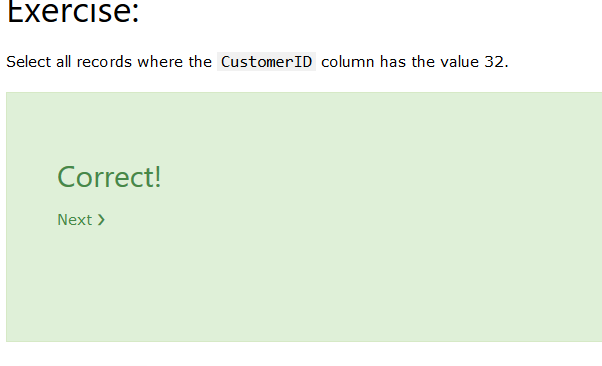 Exercise:
Select all records where the CustomerID column has the value 32.
Correct!
Next ❯